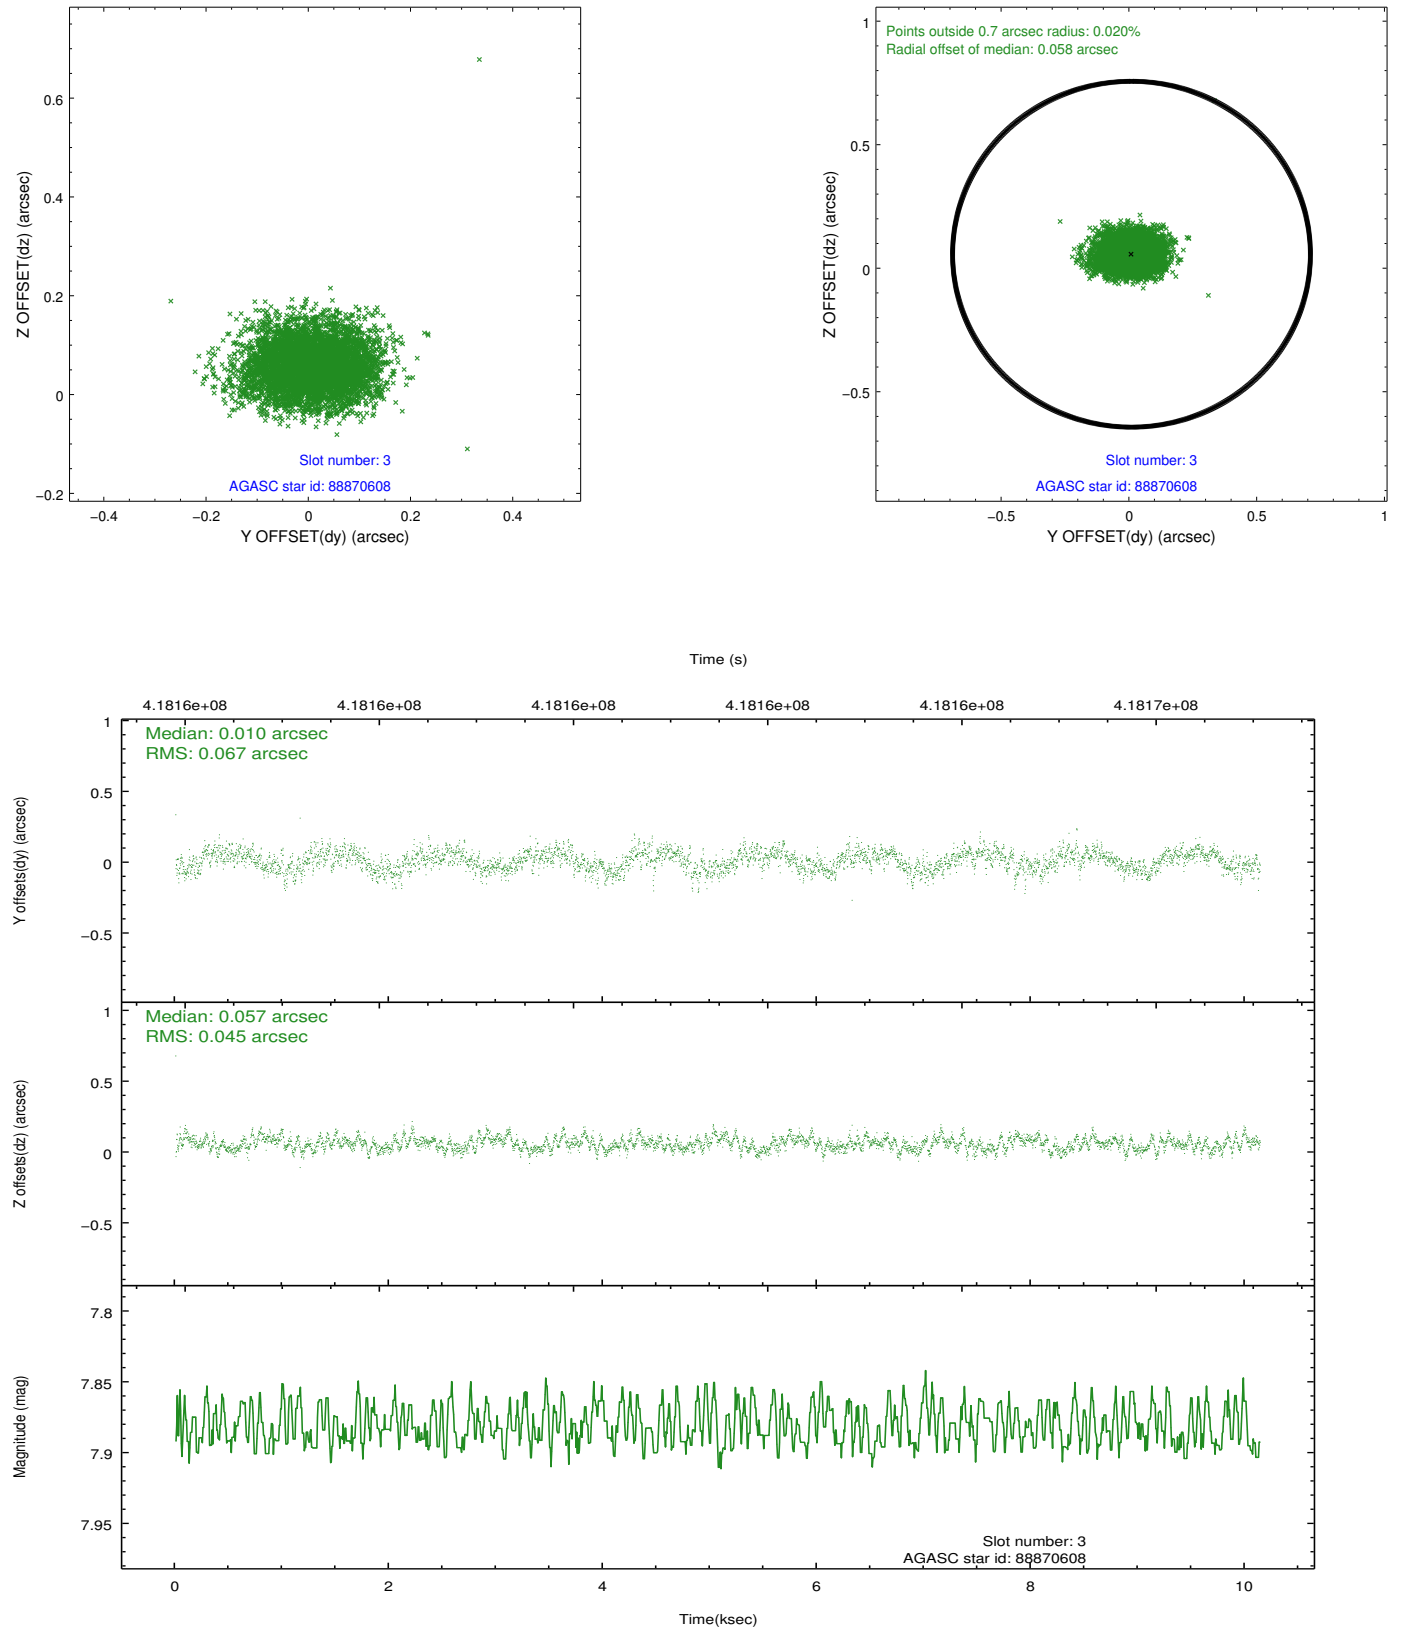 Z OFFSET(dz) (arcsec)
0.6
0.4
0.2
0
−0.2
−0.4
−0.2
0
0.2
0.4
Y OFFSET(dy) (arcsec)
Slot number: 3
AGASC star id: 88870608
Points outside 0.7 arcsec radius: 0.020%
Radial offset of median: 0.058 arcsec
Z OFFSET(dz) (arcsec)
1
0.5
0
−0.5
−0.5
0
0.5
1
Y OFFSET(dy) (arcsec)
Slot number: 3
AGASC star id: 88870608
Time (s)
4.1816e+08
4.1816e+08
4.1816e+08
4.1816e+08
4.1816e+08
4.1817e+08
Median: 0.010 arcsec
RMS: 0.067 arcsec
Y offsets(dy) (arcsec)
1
0.5
0
−0.5
Median: 0.057 arcsec
RMS: 0.045 arcsec
Z offsets(dz) (arcsec)
1
0.5
0
−0.5
Magnitude (mag)
7.8
7.85
7.9
7.95
Slot number: 3
AGASC star id: 88870608
0
2
4
6
8
10
Time(ksec)